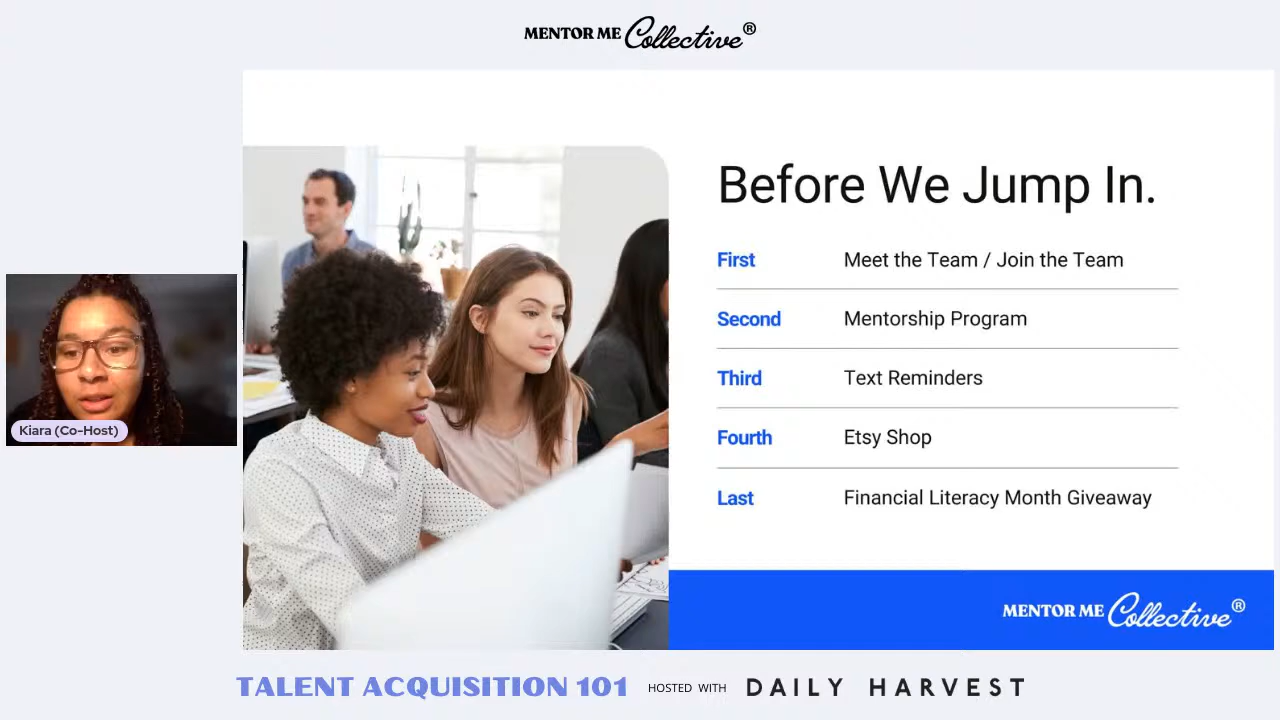 MENTOR ME Collective®
Before We Jump In.
First Meet the Team / Join the Team
Second Mentorship Program
Third Text Reminders
Fourth Etsy Shop
Last Financial Literacy Month Giveaway
Kiara (Co-Host)
MENTOR ME Collective®
TALENT ACQUISITION 101 HOSTED WITH DAILY HARVEST